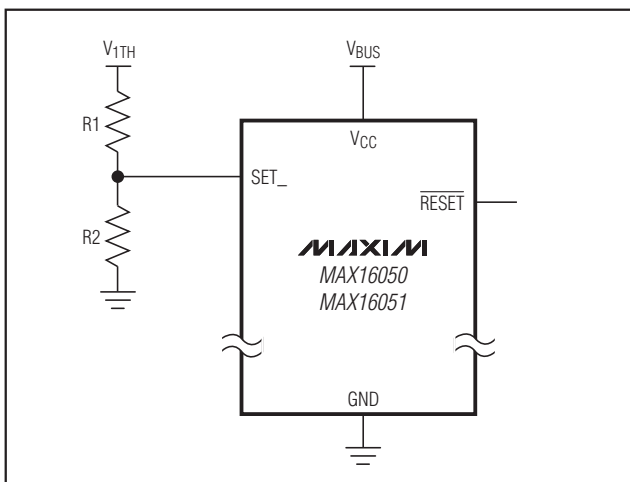 V1TH
VBUS
R1
VCC
SET_
RESET
R2
MAXIM
MAX16050
MAX16051
GND